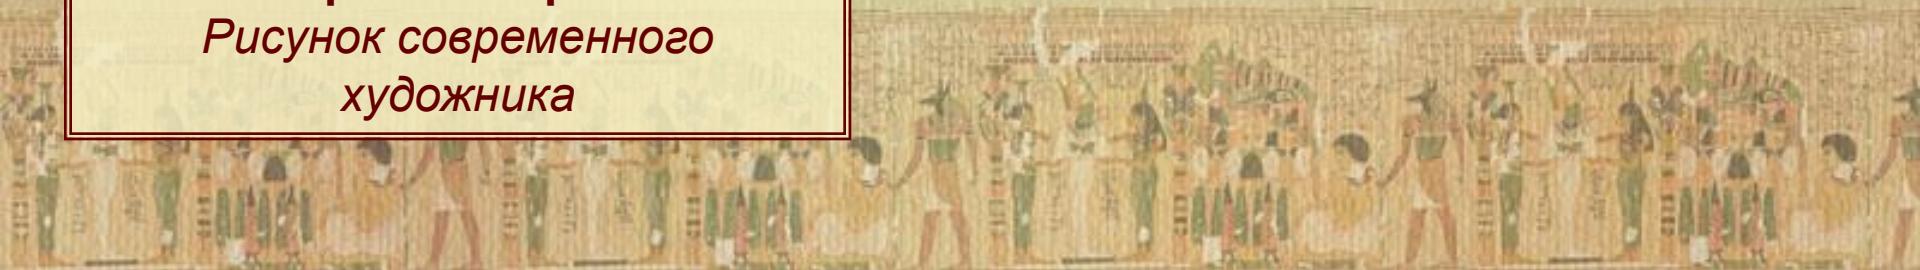 Рисунок современного
художника